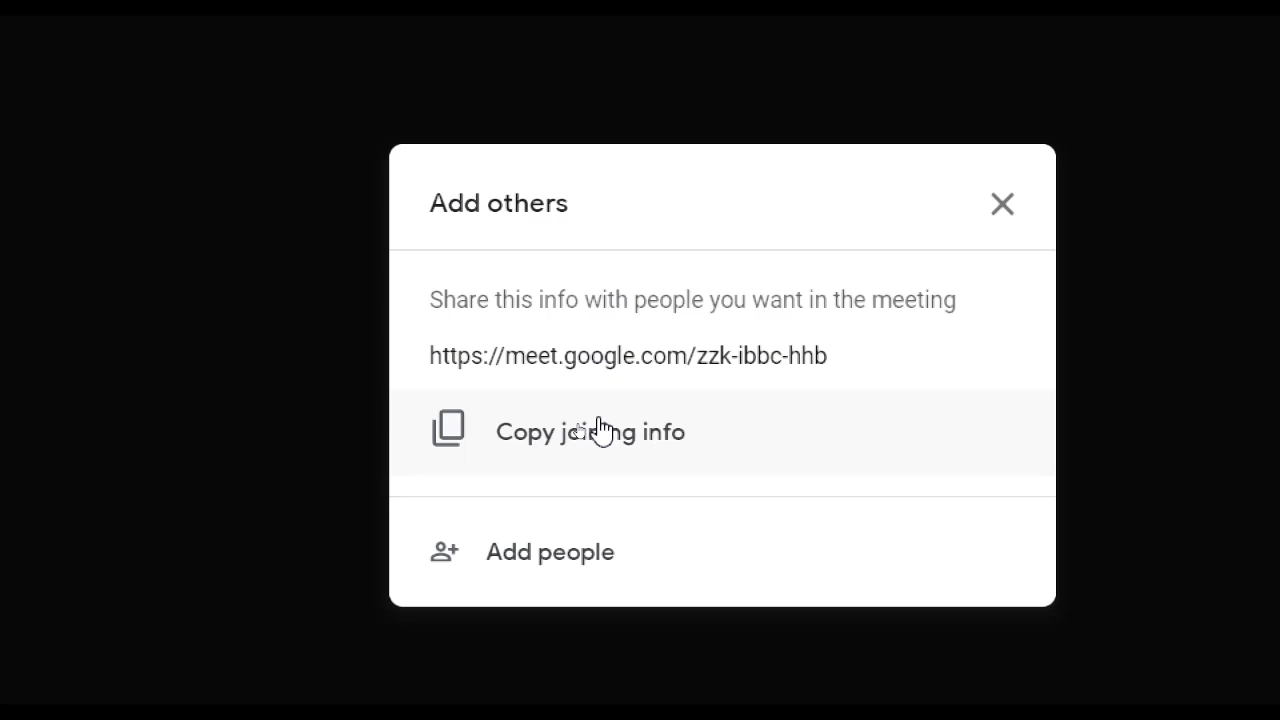 Add others
Share this info with people you want in the meeting
https://meet.google.com/zzk-ibbc-hhb
Copy joining info
Add people